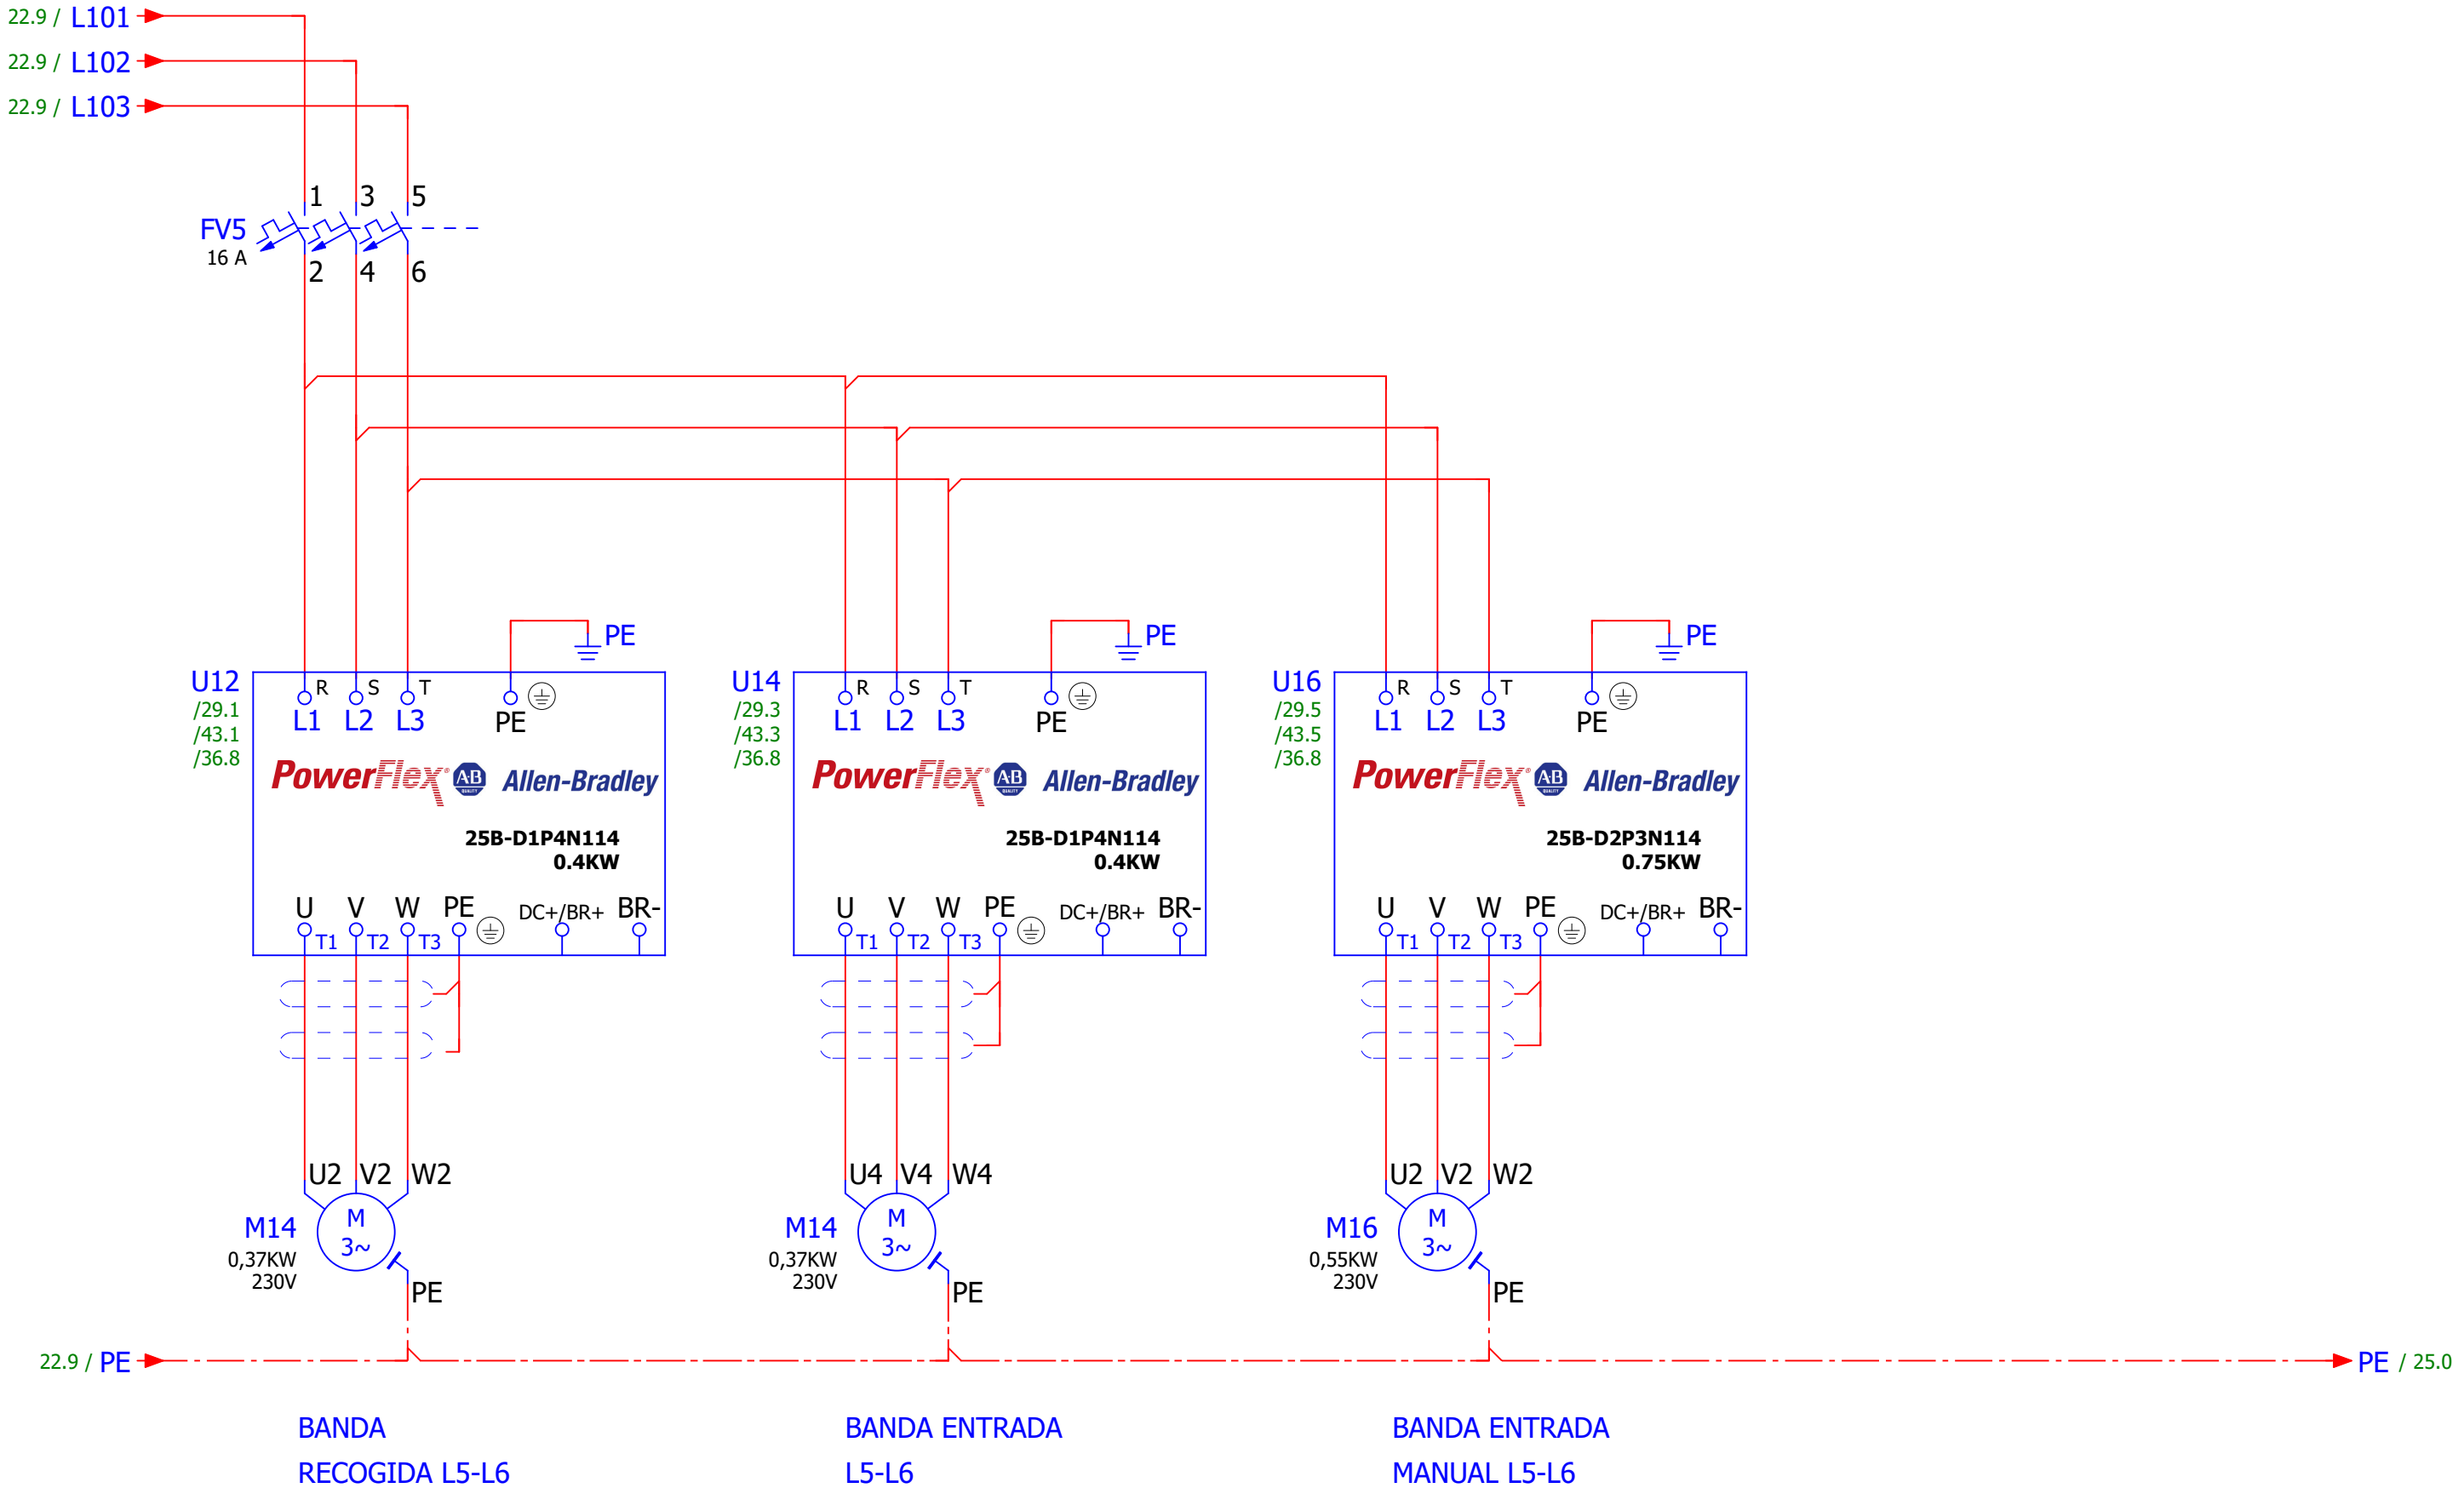 22.9 / L101
22.9 / L102
22.9 / L103
1 3 5
FV5
16 A
2 4 6
PE PE PE
U12 R S T
/29.1 L1 L2 L3 PE
/43.1
/36.8
PowerFlex A-B QUALITY Allen-Bradley
25B-D1P4N114
0.4KW
U V W PE DC+/BR+ BR-
T1 T2 T3
U14 R S T
/29.3 L1 L2 L3 PE
/43.3
/36.8
PowerFlex A-B QUALITY Allen-Bradley
25B-D1P4N114
0.4KW
U V W PE DC+/BR+ BR-
T1 T2 T3
U16 R S T
/29.5 L1 L2 L3 PE
/43.5
/36.8
PowerFlex A-B QUALITY Allen-Bradley
25B-D2P3N114
0.75KW
U V W PE DC+/BR+ BR-
T1 T2 T3
U2 V2 W2
M14 M
3~
0,37KW
230V
PE
U4 V4 W4
M14 M
3~
0,37KW
230V
PE
U2 V2 W2
M16 M
3~
0,55KW
230V
PE
22.9 / PE
PE / 25.0
BANDA
RECOGIDA L5-L6
BANDA ENTRADA
L5-L6
BANDA ENTRADA
MANUAL L5-L6